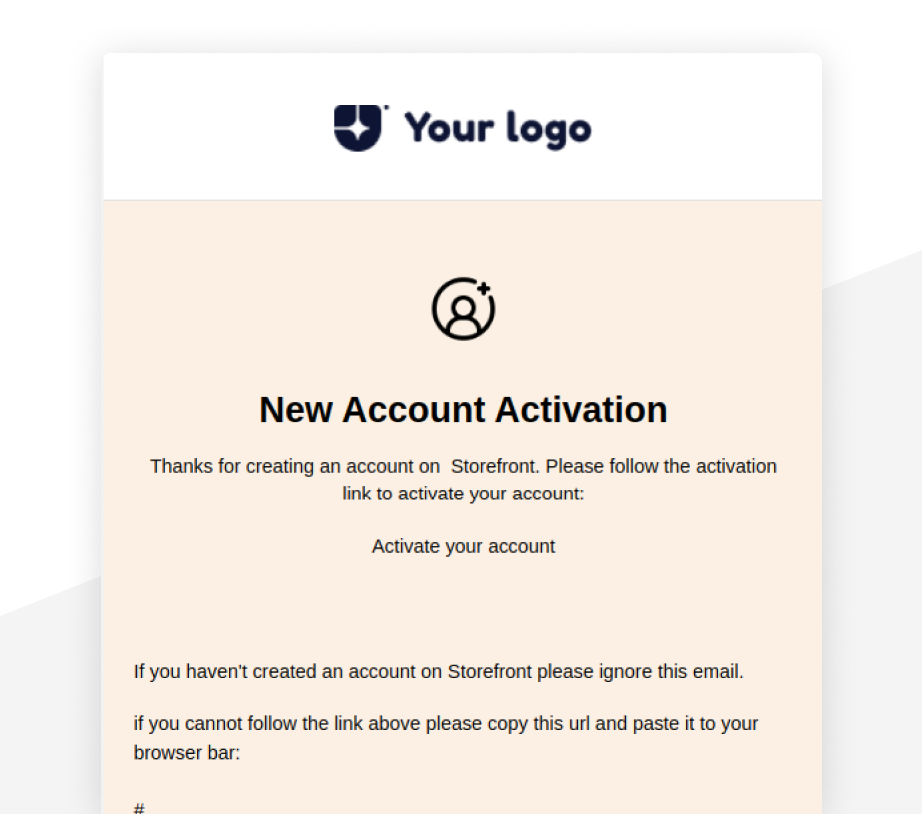 Your logo
New Account Activation
Thanks for creating an account on  Storefront. Please follow the activation
link to activate your account:
Activate your account
If you haven't created an account on Storefront please ignore this email.
if you cannot follow the link above please copy this url and paste it to your
browser bar:
#